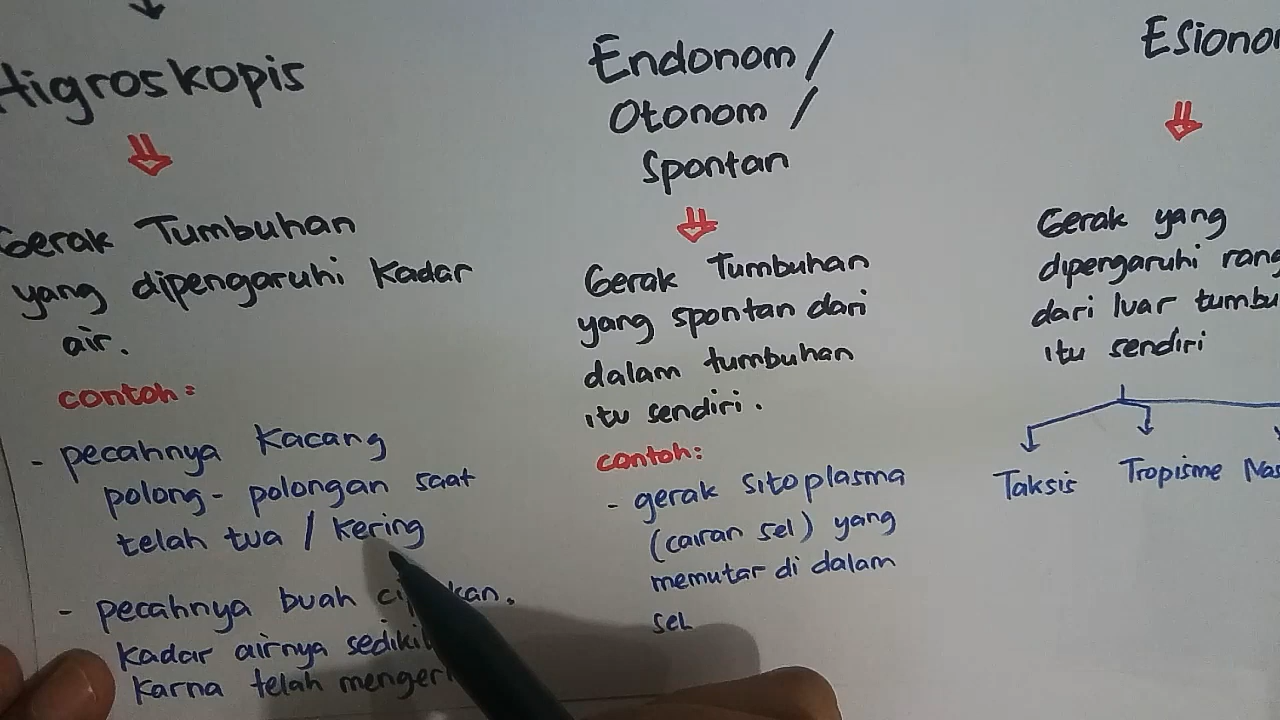 Higroskopis
Gerak Tumbuhan
yang dipengaruhi Kadar
air.
contoh:
- pecahnya Kacang
polong-polongan saat
telah tua / Kering
- pecahnya buah
Kadar airnya
Karna telah
Endonom /
Otonom /
Spontan
Gerak Tumbuhan
yang spontan dari
dalam tumbuhan
itu sendiri.
contoh:
- gerak sitoplasma
(cairan sel) yang
memutar di dalam
sel
Gerak yang
dipengaruhi
dari luar
itu sendiri
Taksis Tropisme